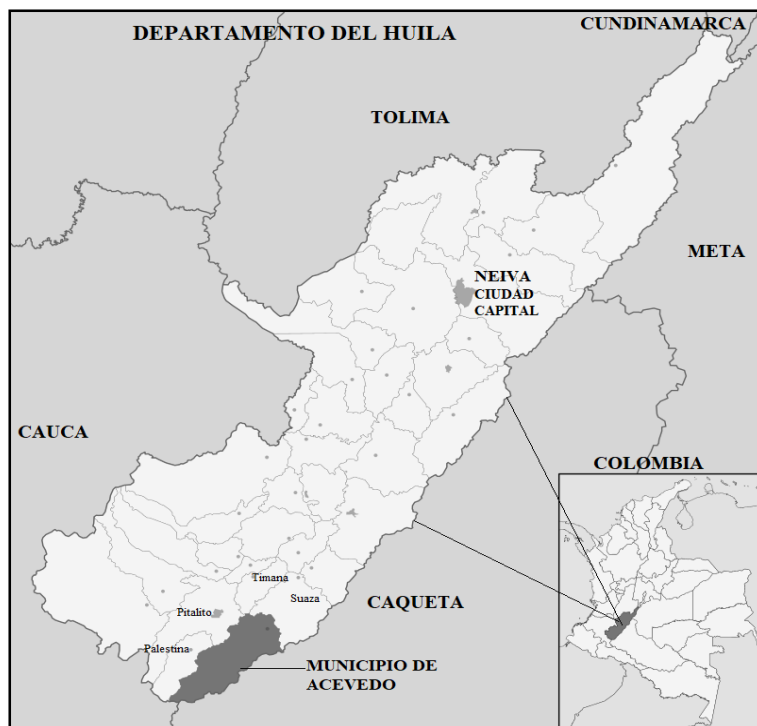 DEPARTAMENTO DEL HUILA
CUNDINAMARCA
TOLIMA
META
NEIVA
CIUDAD
CAPITAL
CAUCA
COLOMBIA
Timana
Suaza
Pitalito
CAQUETA
Palestina
MUNICIPIO DE
ACEVEDO